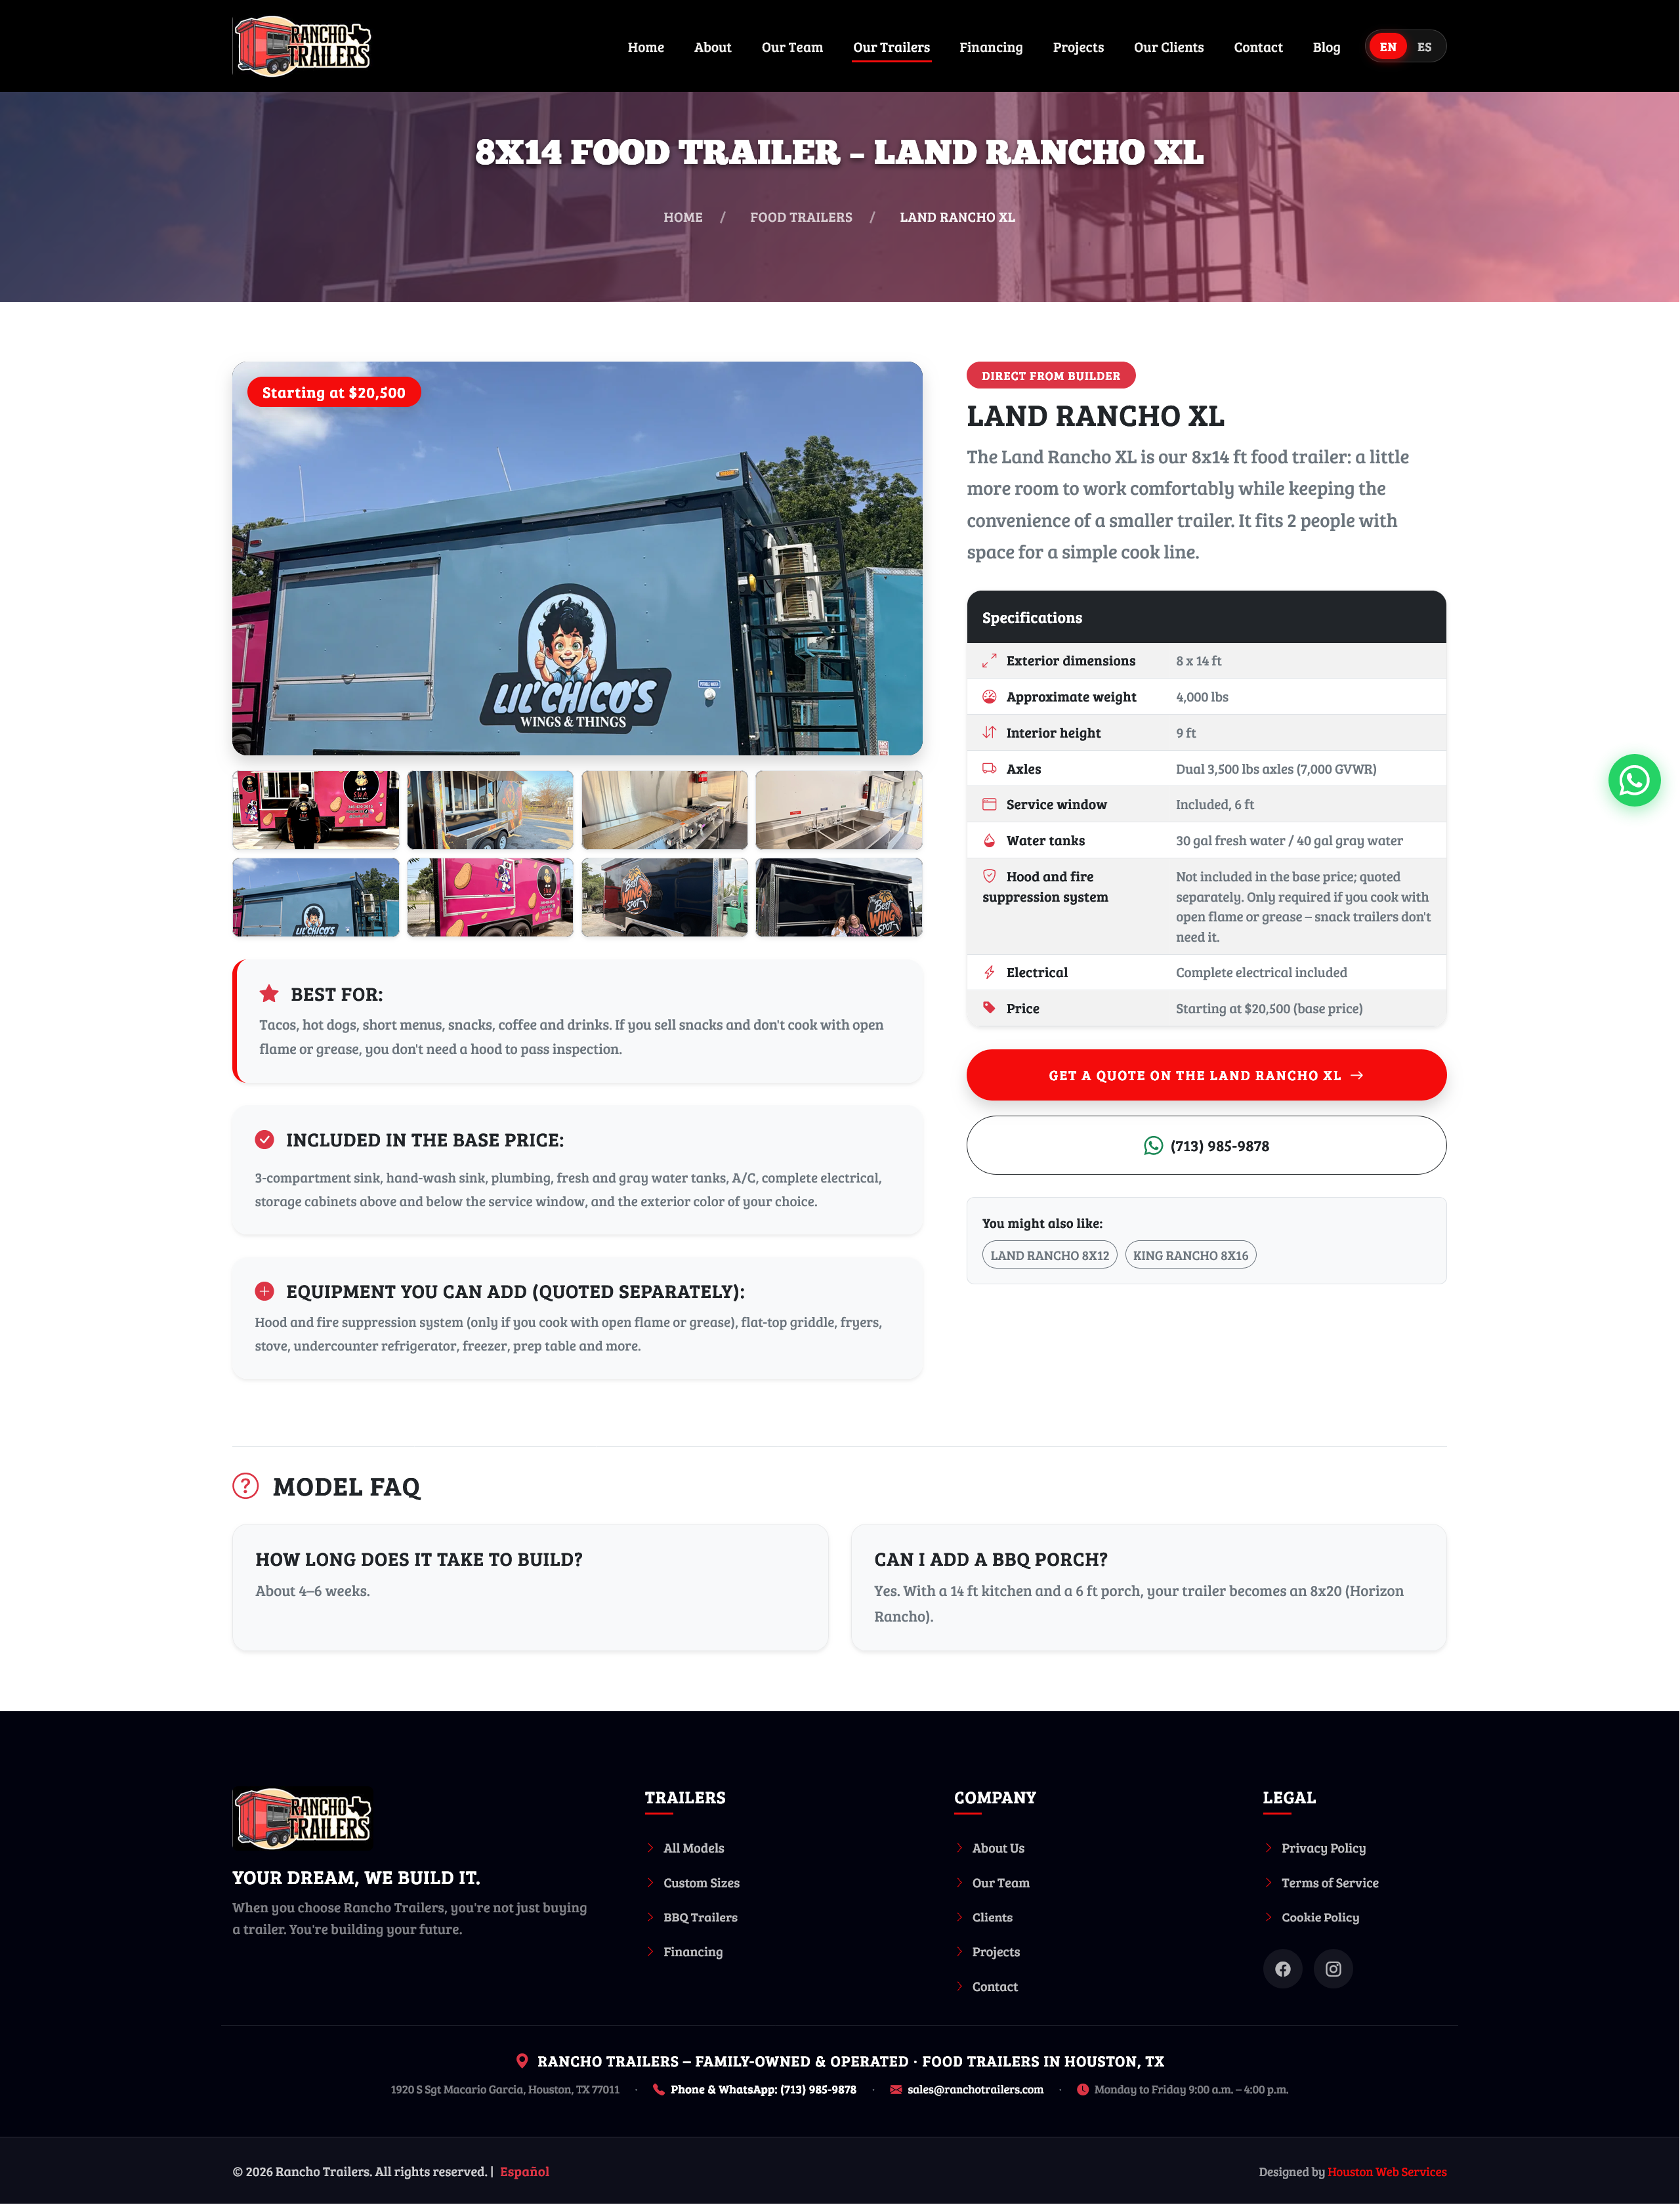 RANCHO TRAILERS
Home About Our Team Our Trailers Financing Projects Our Clients Contact Blog EN ES
8X14 FOOD TRAILER – LAND RANCHO XL
HOME / FOOD TRAILERS / LAND RANCHO XL
Starting at $20,500
LIL'CHICO'S
WINGS & THINGS
BEST WING SPOT
BEST WING SPOT
LIL'CHICO'S
DIRECT FROM BUILDER
LAND RANCHO XL
The Land Rancho XL is our 8x14 ft food trailer: a little
more room to work comfortably while keeping the
convenience of a smaller trailer. It fits 2 people with
space for a simple cook line.
Specifications
Exterior dimensions 8 x 14 ft
Approximate weight 4,000 lbs
Interior height 9 ft
Axles Dual 3,500 lbs axles (7,000 GVWR)
Service window Included, 6 ft
Water tanks 30 gal fresh water / 40 gal gray water
Hood and fire
suppression system
Not included in the base price; quoted
separately. Only required if you cook with
open flame or grease – snack trailers don't
need it.
Electrical Complete electrical included
Price Starting at $20,500 (base price)
GET A QUOTE ON THE LAND RANCHO XL
(713) 985-9878
You might also like:
LAND RANCHO 8X12 KING RANCHO 8X16
BEST FOR:
Tacos, hot dogs, short menus, snacks, coffee and drinks. If you sell snacks and don't cook with open
flame or grease, you don't need a hood to pass inspection.
INCLUDED IN THE BASE PRICE:
3-compartment sink, hand-wash sink, plumbing, fresh and gray water tanks, A/C, complete electrical,
storage cabinets above and below the service window, and the exterior color of your choice.
EQUIPMENT YOU CAN ADD (QUOTED SEPARATELY):
Hood and fire suppression system (only if you cook with open flame or grease), flat-top griddle, fryers,
stove, undercounter refrigerator, freezer, prep table and more.
MODEL FAQ
HOW LONG DOES IT TAKE TO BUILD?
About 4–6 weeks.
CAN I ADD A BBQ PORCH?
Yes. With a 14 ft kitchen and a 6 ft porch, your trailer becomes an 8x20 (Horizon
Rancho).
RANCHO TRAILERS
YOUR DREAM, WE BUILD IT.
When you choose Rancho Trailers, you're not just buying
a trailer. You're building your future.
TRAILERS
All Models
Custom Sizes
BBQ Trailers
Financing
COMPANY
About Us
Our Team
Clients
Projects
Contact
LEGAL
Privacy Policy
Terms of Service
Cookie Policy
RANCHO TRAILERS – FAMILY-OWNED & OPERATED · FOOD TRAILERS IN HOUSTON, TX
1920 S Sgt Macario Garcia, Houston, TX 77011 · Phone & WhatsApp: (713) 985-9878 · sales@ranchotrailers.com · Monday to Friday 9:00 a.m. – 4:00 p.m.
© 2026 Rancho Trailers. All rights reserved. | Español
Designed by Houston Web Services